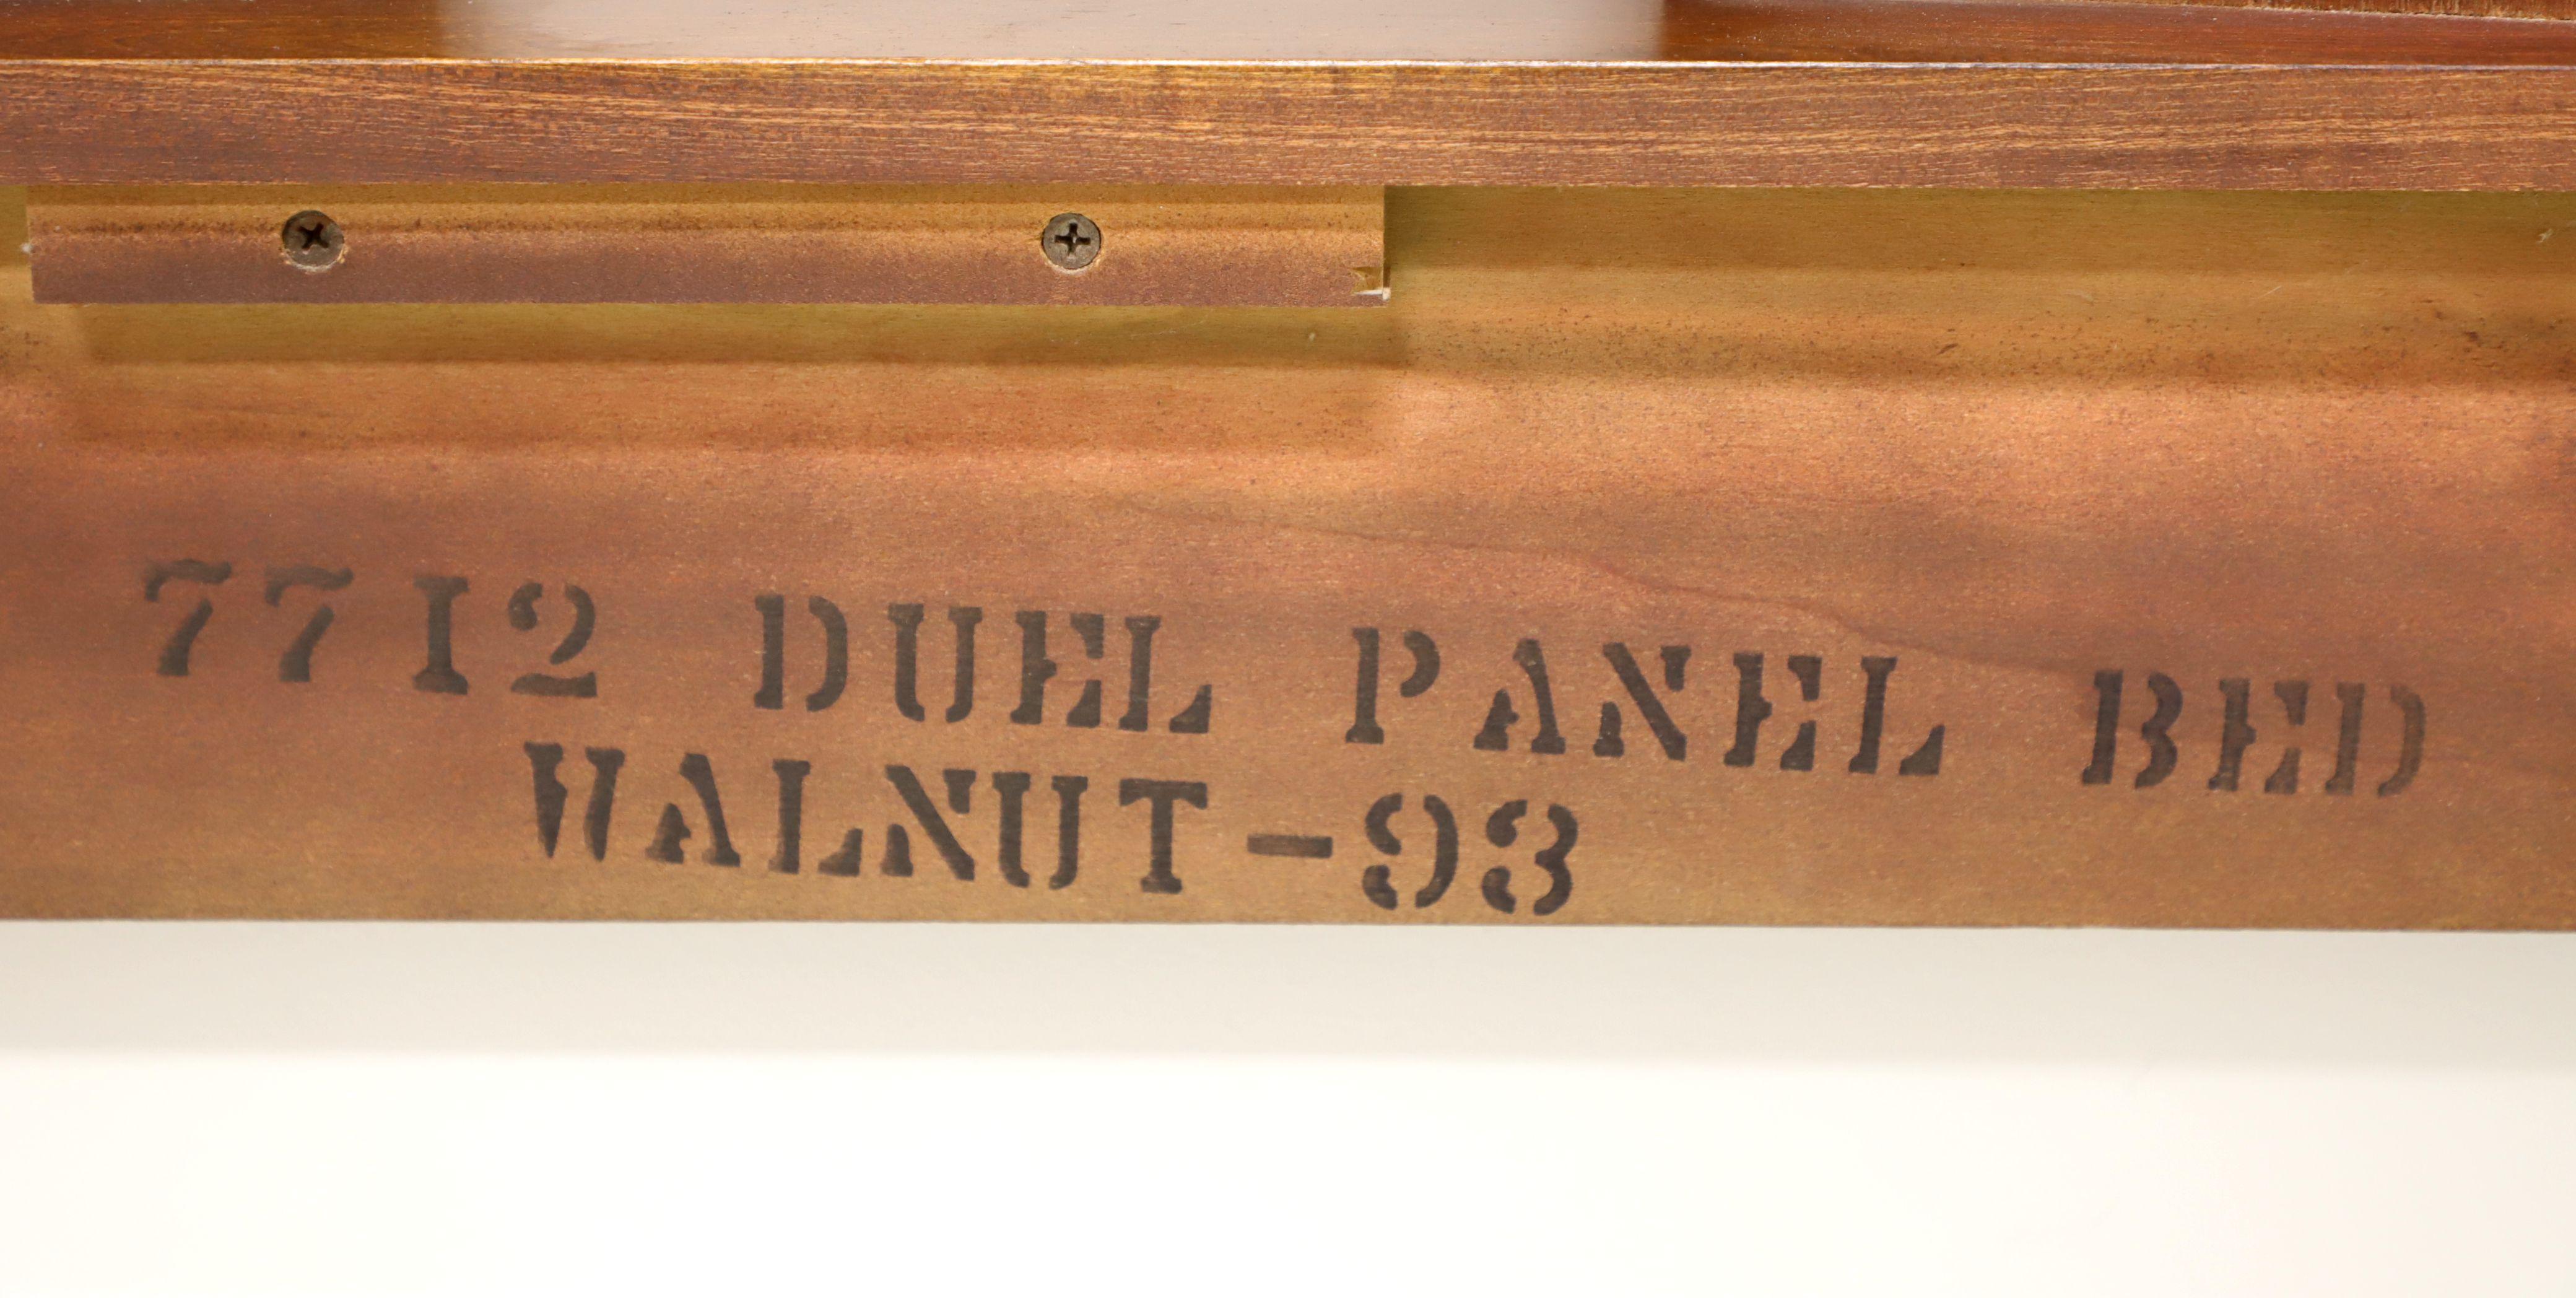 7712 DUEL PANEL BED
WALNUT-93